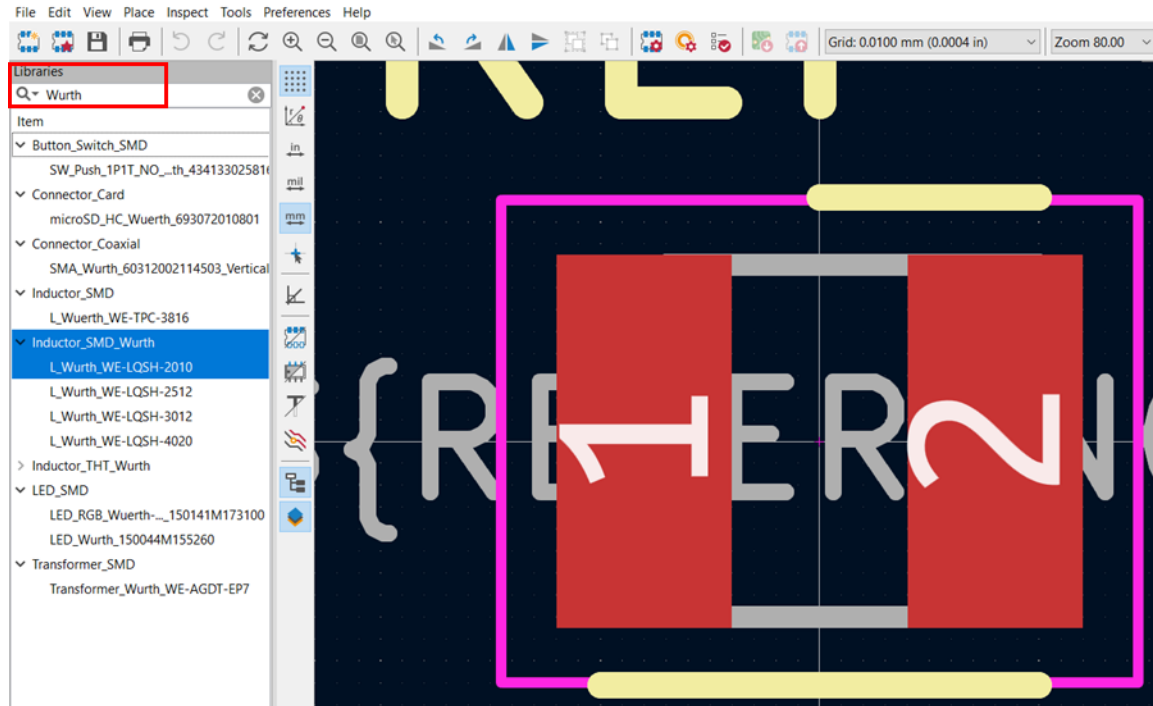 File Edit View Place Inspect Tools Preferences Help
Grid: 0.0100 mm (0.0004 in) Zoom 80.00
Libraries
Wurth
Item
Button_Switch_SMD
SW_Push_1P1T_NO_...th_434133025816
Connector_Card
microSD_HC_Wuerth_693072010801
Connector_Coaxial
SMA_Wurth_60312002114503_Vertical
Inductor_SMD
L_Wuerth_WE-TPC-3816
Inductor_SMD_Wurth
L_Wurth_WE-LQSH-2010
L_Wurth_WE-LQSH-2512
L_Wurth_WE-LQSH-3012
L_Wurth_WE-LQSH-4020
Inductor_THT_Wurth
LED_SMD
LED_RGB_Wuerth-..._150141M173100
LED_Wurth_150044M155260
Transformer_SMD
Transformer_Wurth_WE-AGDT-EP7
in
mil
mm
1
2